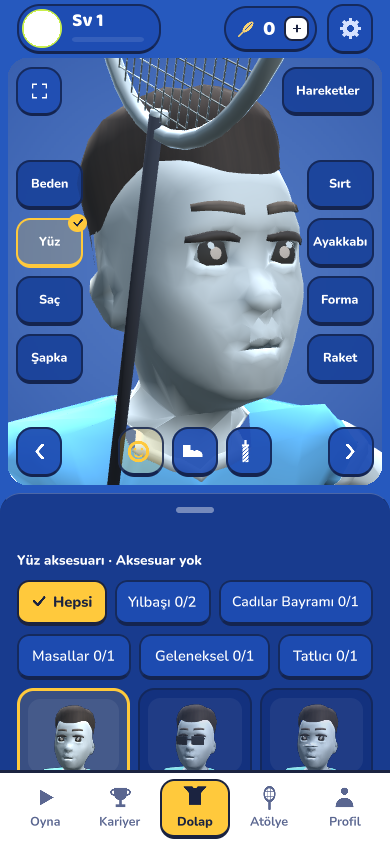 Sv 1
0 +
Hareketler
Beden
Sırt
Yüz
Ayakkabı
Saç
Forma
Şapka
Raket
Yüz aksesuarı · Aksesuar yok
Hepsi
Yılbaşı 0/2
Cadılar Bayramı 0/1
Masallar 0/1
Geleneksel 0/1
Tatlıcı 0/1
Oyna
Kariyer
Dolap
Atölye
Profil